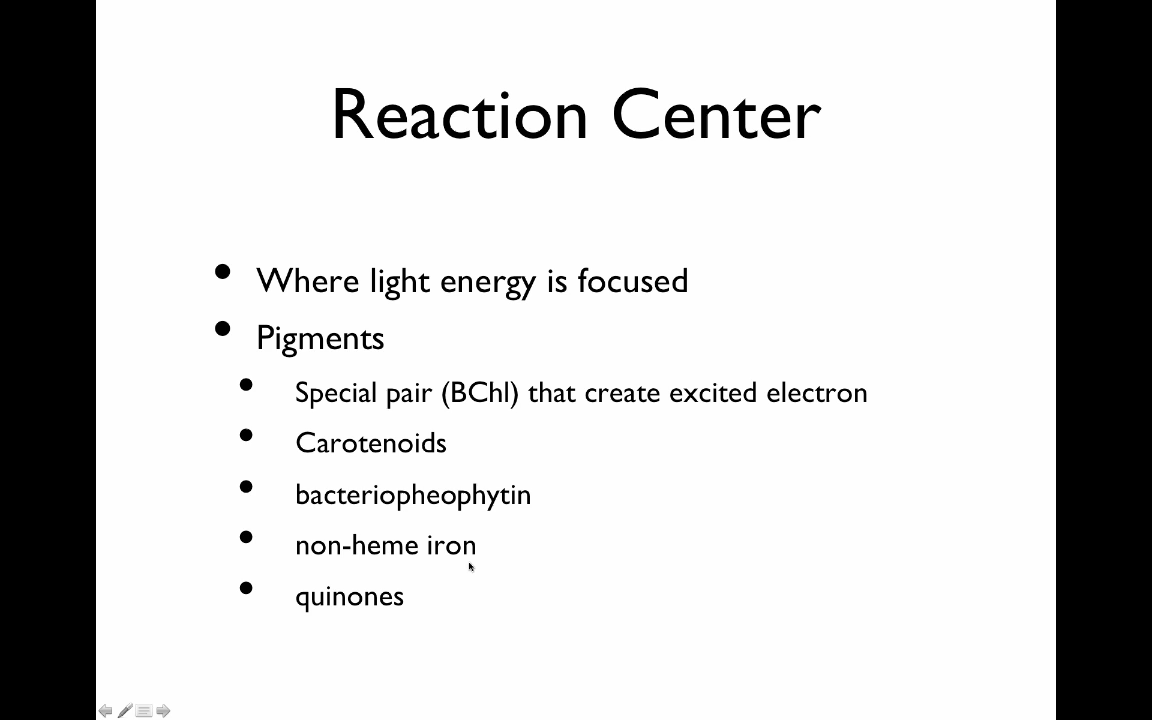 Reaction Center
• Where light energy is focused
• Pigments
• Special pair (BChl) that create excited electron
• Carotenoids
• bacteriopheophytin
• non-heme iron
• quinones